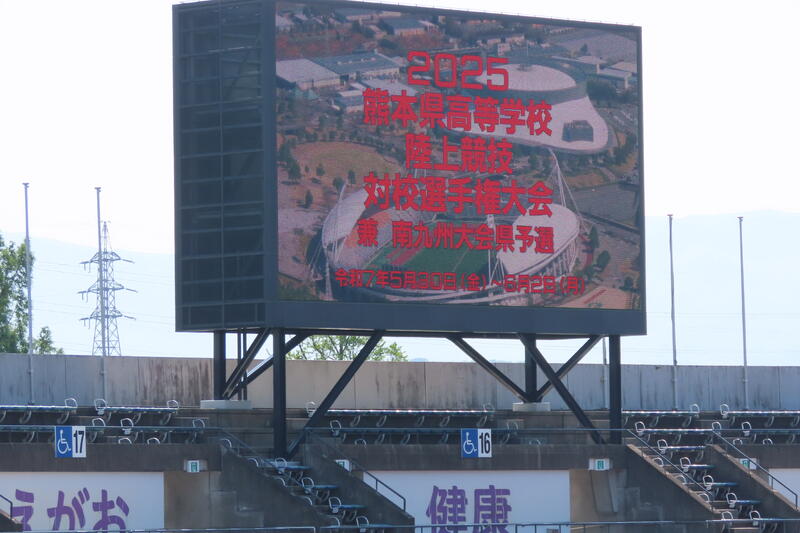 2025
熊本県高等学校
陸上競技
対校選手権大会
兼 南九州大会県予選
令和7年5月30日(金)～6月2日(月)
17
16
えがお
健康